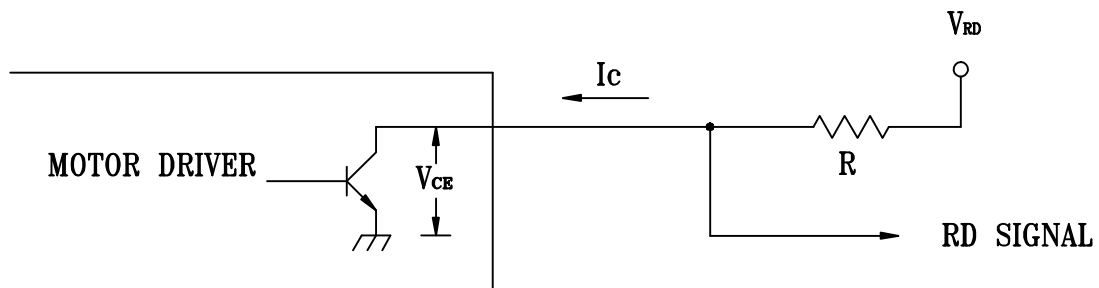 VRD
Ic
MOTOR DRIVER
VCE
R
RD SIGNAL